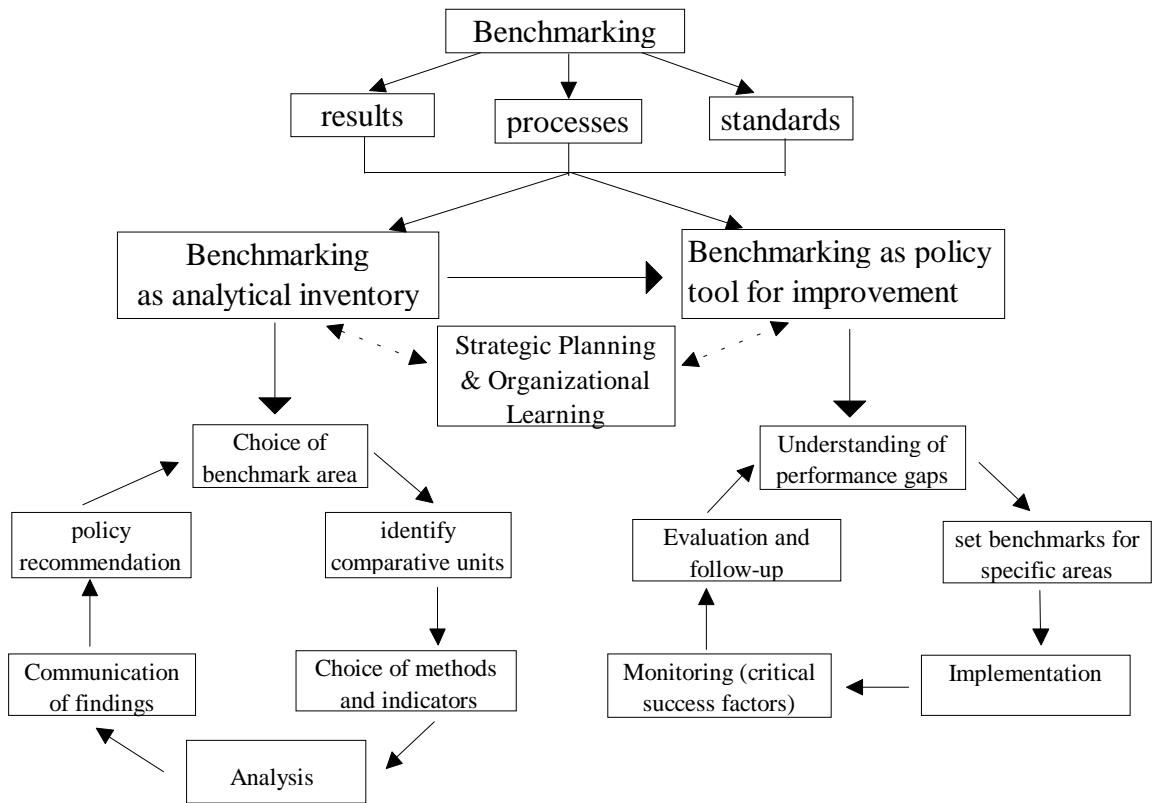 Benchmarking
results
processes
standards
Benchmarking
as analytical inventory
Benchmarking as policy
tool for improvement
Strategic Planning
& Organizational
Learning
Choice of
benchmark area
Understanding of
performance gaps
policy
recommendation
identify
comparative units
Evaluation and
follow-up
set benchmarks for
specific areas
Communication
of findings
Choice of methods
and indicators
Monitoring (critical
success factors)
Implementation
Analysis